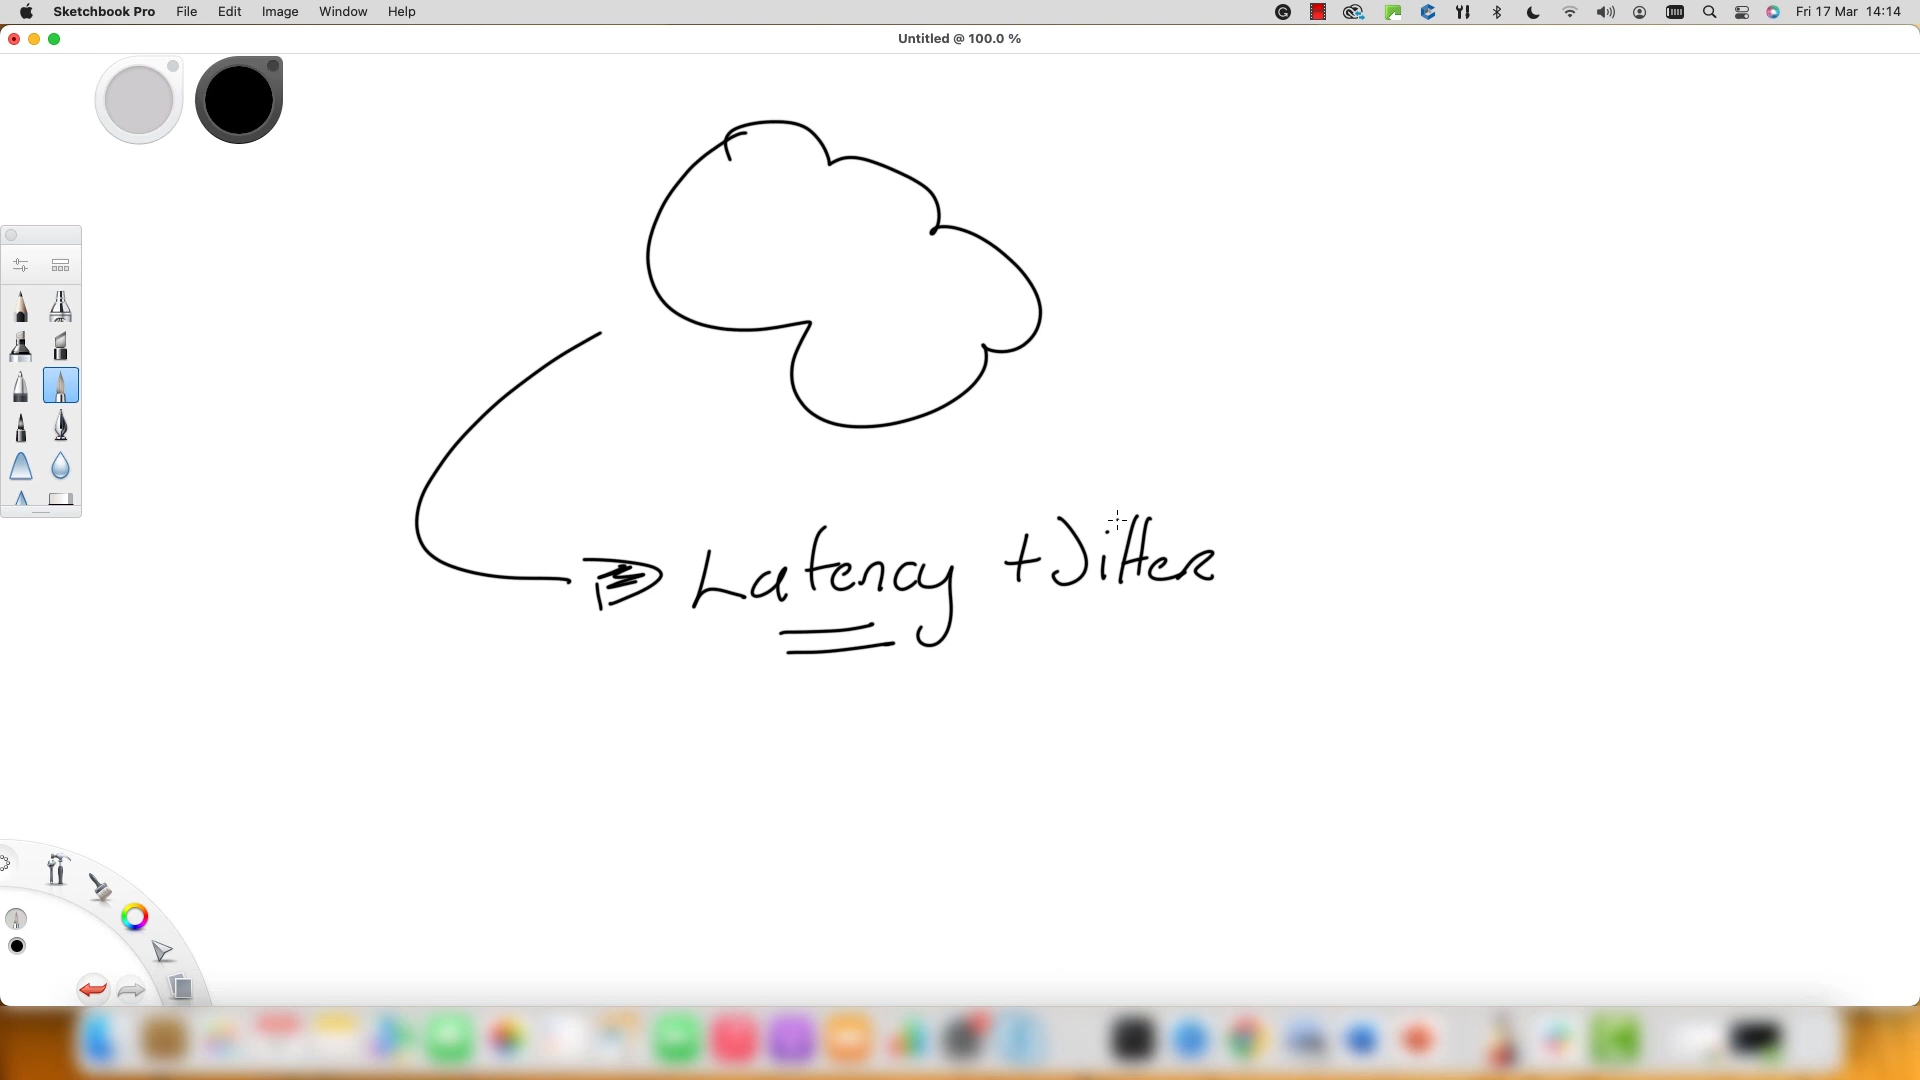 Sketchbook Pro File Edit Image Window Help Fri 17 Mar 14:14
Untitled @ 100.0 %
Latency + Jitter